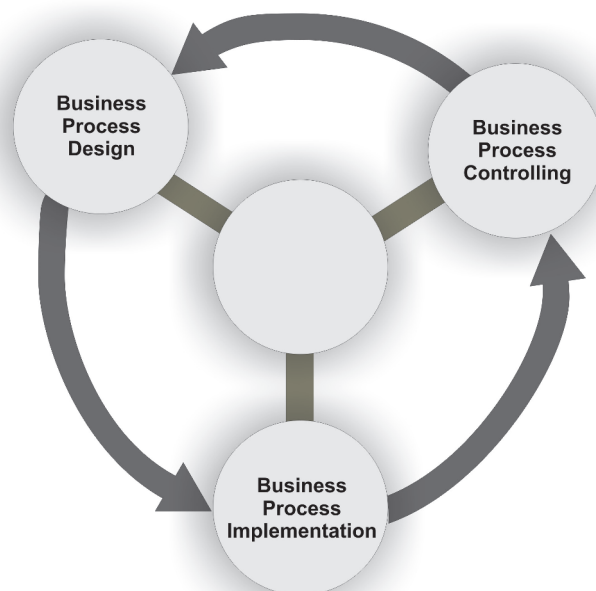 Business
Process
Design
Business
Process
Controlling
Business
Process
Implementation